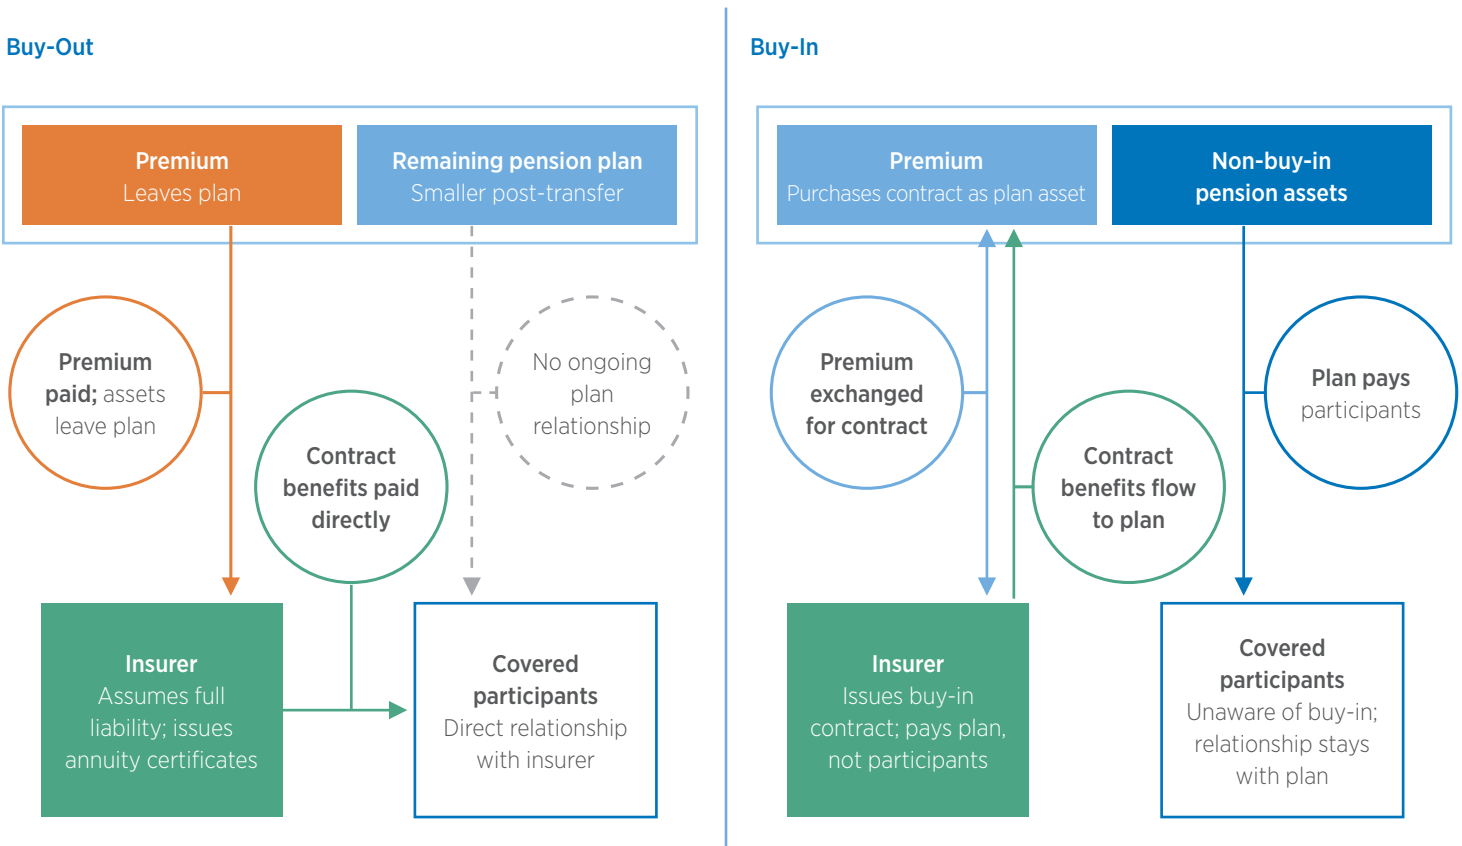 Buy-Out
Premium
Leaves plan
Remaining pension plan
Smaller post-transfer
Premium
paid; assets
leave plan
No ongoing
plan
relationship
Contract
benefits paid
directly
Insurer
Assumes full
liability; issues
annuity certificates
Covered
participants
Direct relationship
with insurer
Buy-In
Premium
Purchases contract as plan asset
Non-buy-in
pension assets
Premium
exchanged
for contract
Plan pays
participants
Contract
benefits flow
to plan
Insurer
Issues buy-in
contract; pays plan,
not participants
Covered
participants
Unaware of buy-in;
relationship stays
with plan